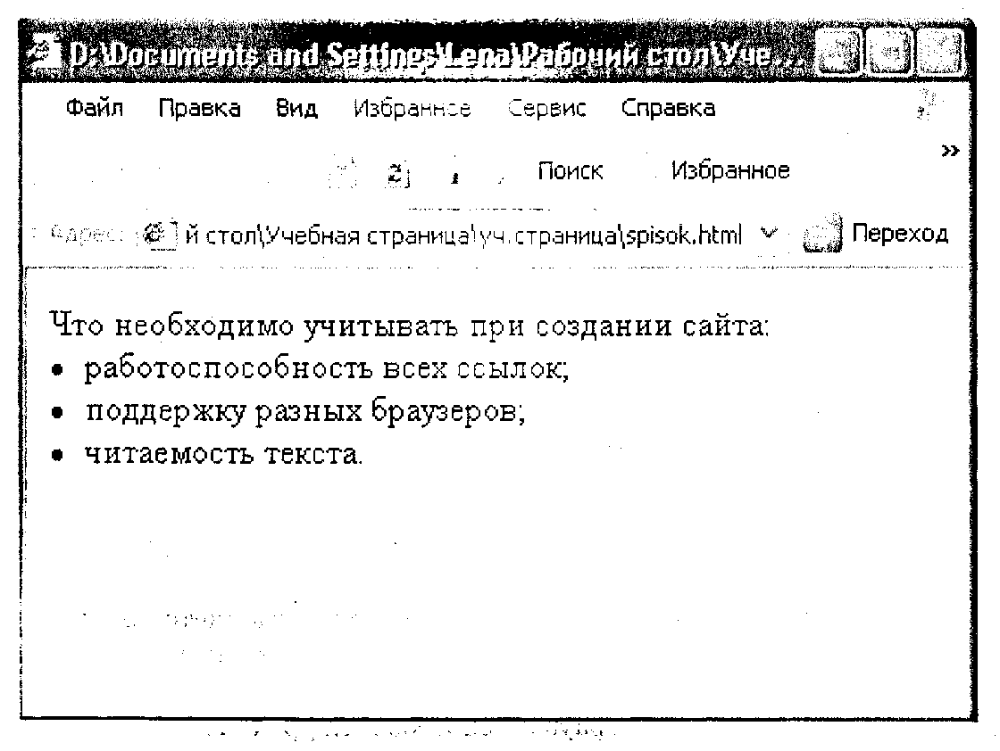 D:\Documents and Settings\Lena\Рабочий стол\Уче...
Файл Правка Вид Избранное Сервис Справка
»
Поиск Избранное
Адрес: й стол\Учебная страница\уч.страница\spisok.html Переход
Что необходимо учитывать при создании сайта:
• работоспособность всех ссылок;
• поддержку разных браузеров;
• читаемость текста.